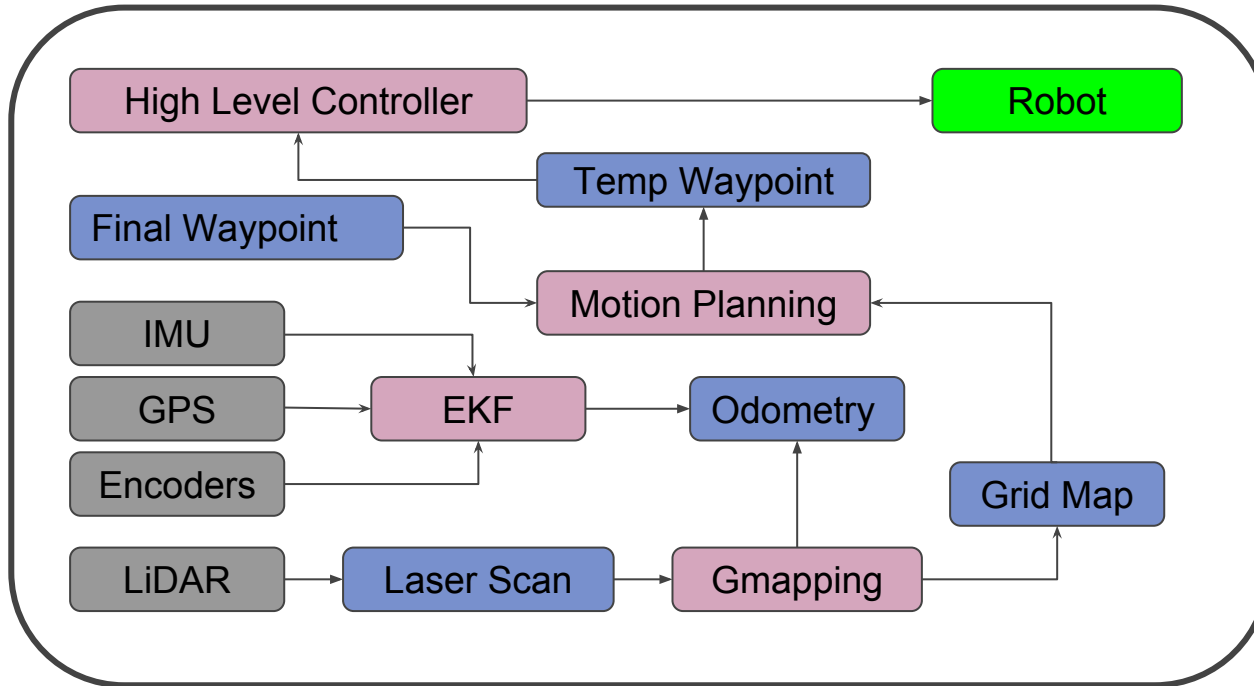 High Level Controller
Robot
Temp Waypoint
Final Waypoint
Motion Planning
IMU
GPS
EKF
Odometry
Encoders
Grid Map
LiDAR
Laser Scan
Gmapping